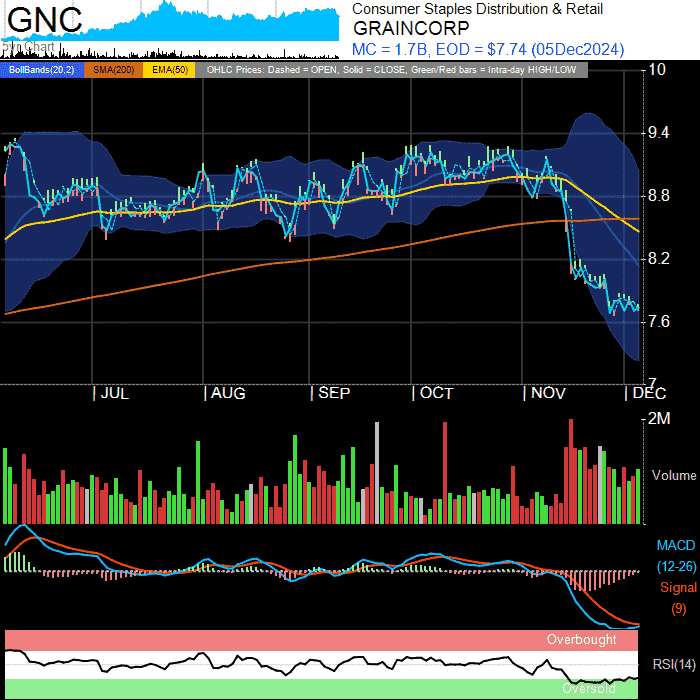 GNC
Consumer Staples Distribution & Retail
GRAINCORP
MC = 1.7B, EOD = $7.74 (05Dec2024)
5yr Chart
BollBands(20,2) SMA(200) EMA(50) OHLC Prices: Dashed = OPEN, Solid = CLOSE, Green/Red bars = Intra-day HIGH/LOW
10
9.4
8.8
8.2
7.6
7
JUL AUG SEP OCT NOV DEC
2M
Volume
MACD
(12-26)
Signal
(9)
Overbought
RSI(14)
Oversold